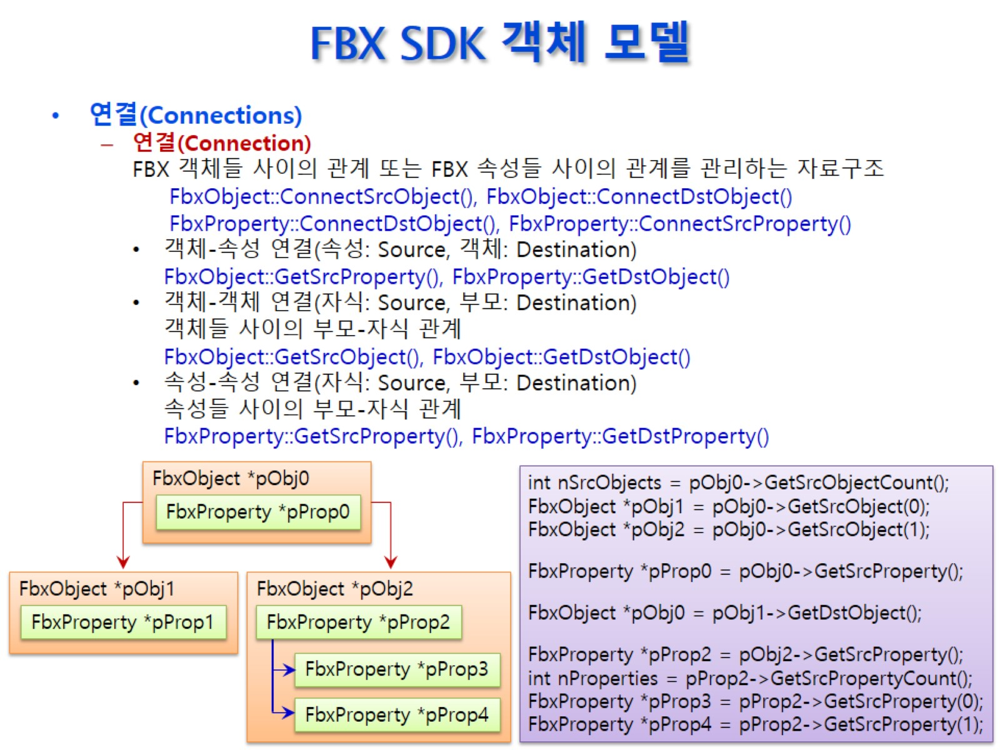 FBX SDK 객체 모델
• 연결(Connections)
– 연결(Connection)
FBX 객체들 사이의 관계 또는 FBX 속성들 사이의 관계를 관리하는 자료구조
FbxObject::ConnectSrcObject(), FbxObject::ConnectDstObject()
FbxProperty::ConnectDstObject(), FbxProperty::ConnectSrcProperty()
• 객체-속성 연결(속성: Source, 객체: Destination)
FbxObject::GetSrcProperty(), FbxProperty::GetDstObject()
• 객체-객체 연결(자식: Source, 부모: Destination)
객체들 사이의 부모-자식 관계
FbxObject::GetSrcObject(), FbxObject::GetDstObject()
• 속성-속성 연결(자식: Source, 부모: Destination)
속성들 사이의 부모-자식 관계
FbxProperty::GetSrcProperty(), FbxProperty::GetDstProperty()
FbxObject *pObj0
FbxProperty *pProp0
FbxObject *pObj1
FbxProperty *pProp1
FbxObject *pObj2
FbxProperty *pProp2
FbxProperty *pProp3
FbxProperty *pProp4
int nSrcObjects = pObj0->GetSrcObjectCount();
FbxObject *pObj1 = pObj0->GetSrcObject(0);
FbxObject *pObj2 = pObj0->GetSrcObject(1);
FbxProperty *pProp0 = pObj0->GetSrcProperty();
FbxObject *pObj0 = pObj1->GetDstObject();
FbxProperty *pProp2 = pObj2->GetSrcProperty();
int nProperties = pProp2->GetSrcPropertyCount();
FbxProperty *pProp3 = pProp2->GetSrcProperty(0);
FbxProperty *pProp4 = pProp2->GetSrcProperty(1);